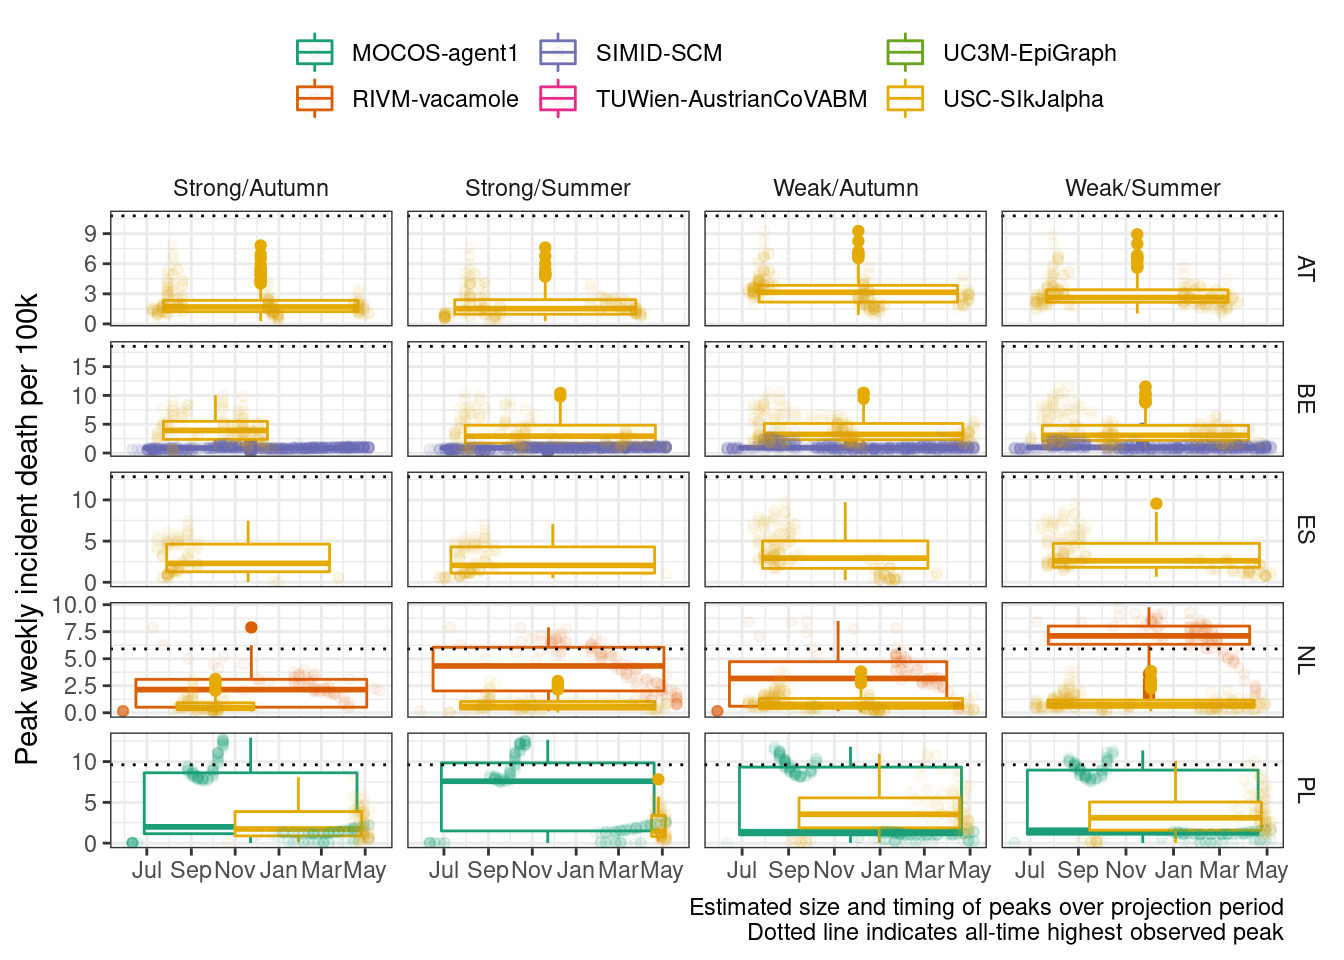 MOCOS-agent1 SIMID-SCM UC3M-EpiGraph
RIVM-vacamole TUWien-AustrianCoVABM USC-SIkJalpha
Strong/Autumn Strong/Summer Weak/Autumn Weak/Summer
Peak weekly incident death per 100k
9
6
3
0
AT
15
10
5
0
BE
10
5
0
ES
10.0
7.5
5.0
2.5
0.0
NL
10
5
0
PL
Jul Sep Nov Jan Mar May Jul Sep Nov Jan Mar May Jul Sep Nov Jan Mar May Jul Sep Nov Jan Mar May
Estimated size and timing of peaks over projection period
Dotted line indicates all-time highest observed peak